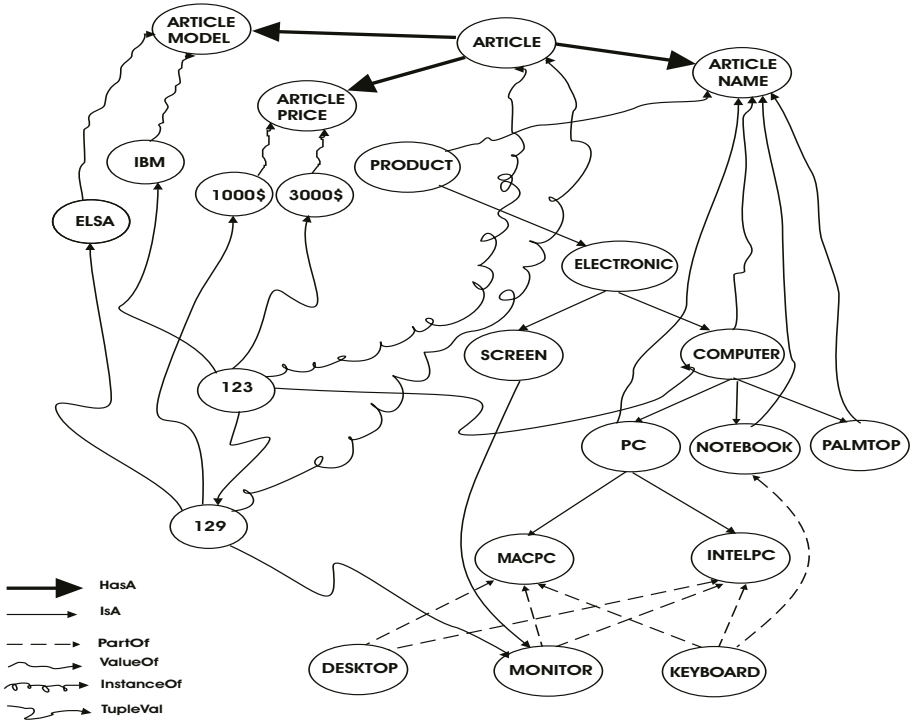 ARTICLE
MODEL
ARTICLE
ARTICLE
NAME
ARTICLE
PRICE
IBM
PRODUCT
1000$
3000$
ELSA
ELECTRONIC
SCREEN
COMPUTER
123
PC
NOTEBOOK
PALMTOP
129
MACPC
INTELPC
DESKTOP
MONITOR
KEYBOARD
HasA
IsA
PartOf
ValueOf
InstanceOf
TupleVal